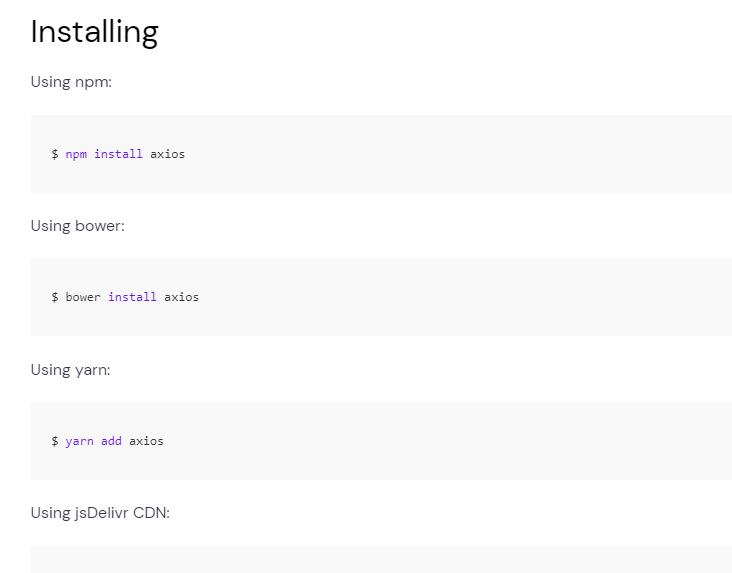 Installing
Using npm:
$ npm install axios
Using bower:
$ bower install axios
Using yarn:
$ yarn add axios
Using jsDelivr CDN: